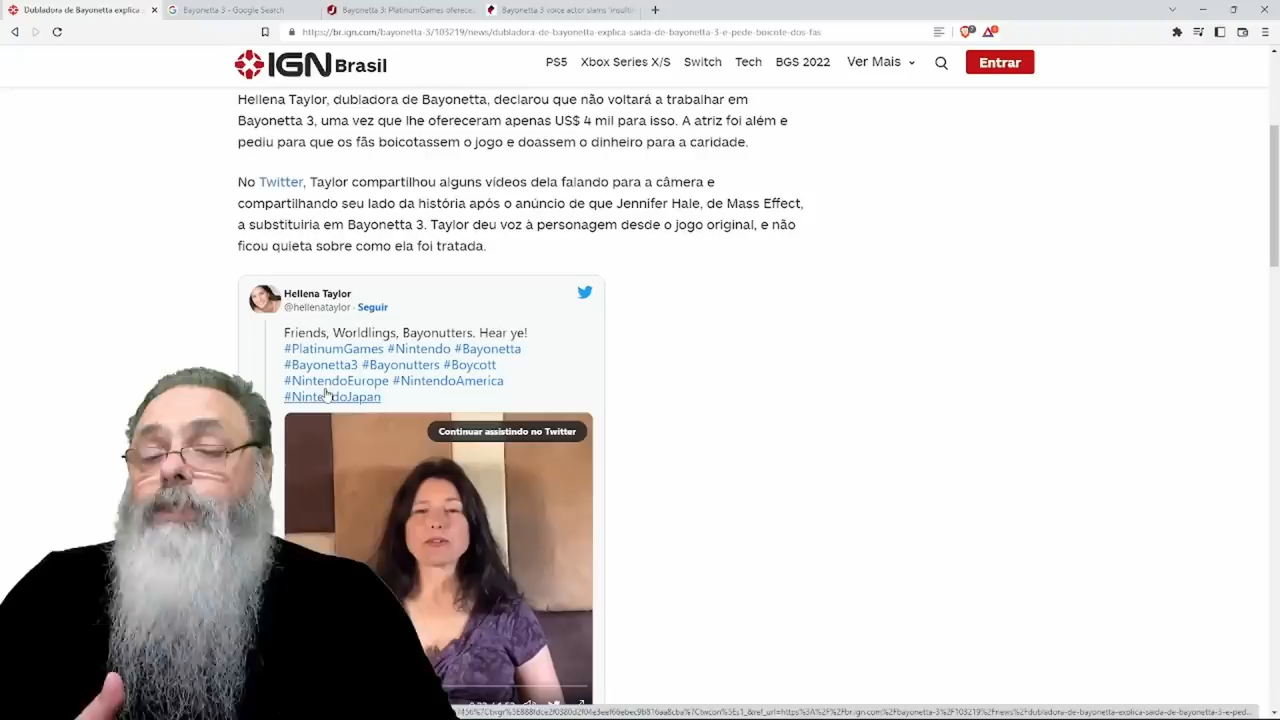 Dubladora de Bayonetta explica
Bayonetta 3 - Google Search
Bayonetta 3: PlatinumGames oferece
Bayonetta 3 voice actor slams 'insulti
https://br.ign.com/bayonetta-3/103219/news/dubladora-de-bayonetta-explica-saida-de-bayonetta-3-e-pede-boicote-dos-fas
IGN Brasil
PS5 Xbox Series X/S Switch Tech BGS 2022 Ver Mais Entrar
Hellena Taylor, dubladora de Bayonetta, declarou que não voltará a trabalhar em
Bayonetta 3, uma vez que lhe ofereceram apenas US$ 4 mil para isso. A atriz foi além e
pediu para que os fãs boicotassem o jogo e doassem o dinheiro para a caridade.
No Twitter, Taylor compartilhou alguns vídeos dela falando para a câmera e
compartilhando seu lado da história após o anúncio de que Jennifer Hale, de Mass Effect,
a substituiria em Bayonetta 3. Taylor deu voz à personagem desde o jogo original, e não
ficou quieta sobre como ela foi tratada.
Hellena Taylor
@hellenataylor · Seguir
Friends, Worldlings, Bayonutters. Hear ye!
#PlatinumGames #Nintendo #Bayonetta
#Bayonetta3 #Bayonutters #Boycott
#NintendoEurope #NintendoAmerica
#NintendoJapan
Continuar assistindo no Twitter